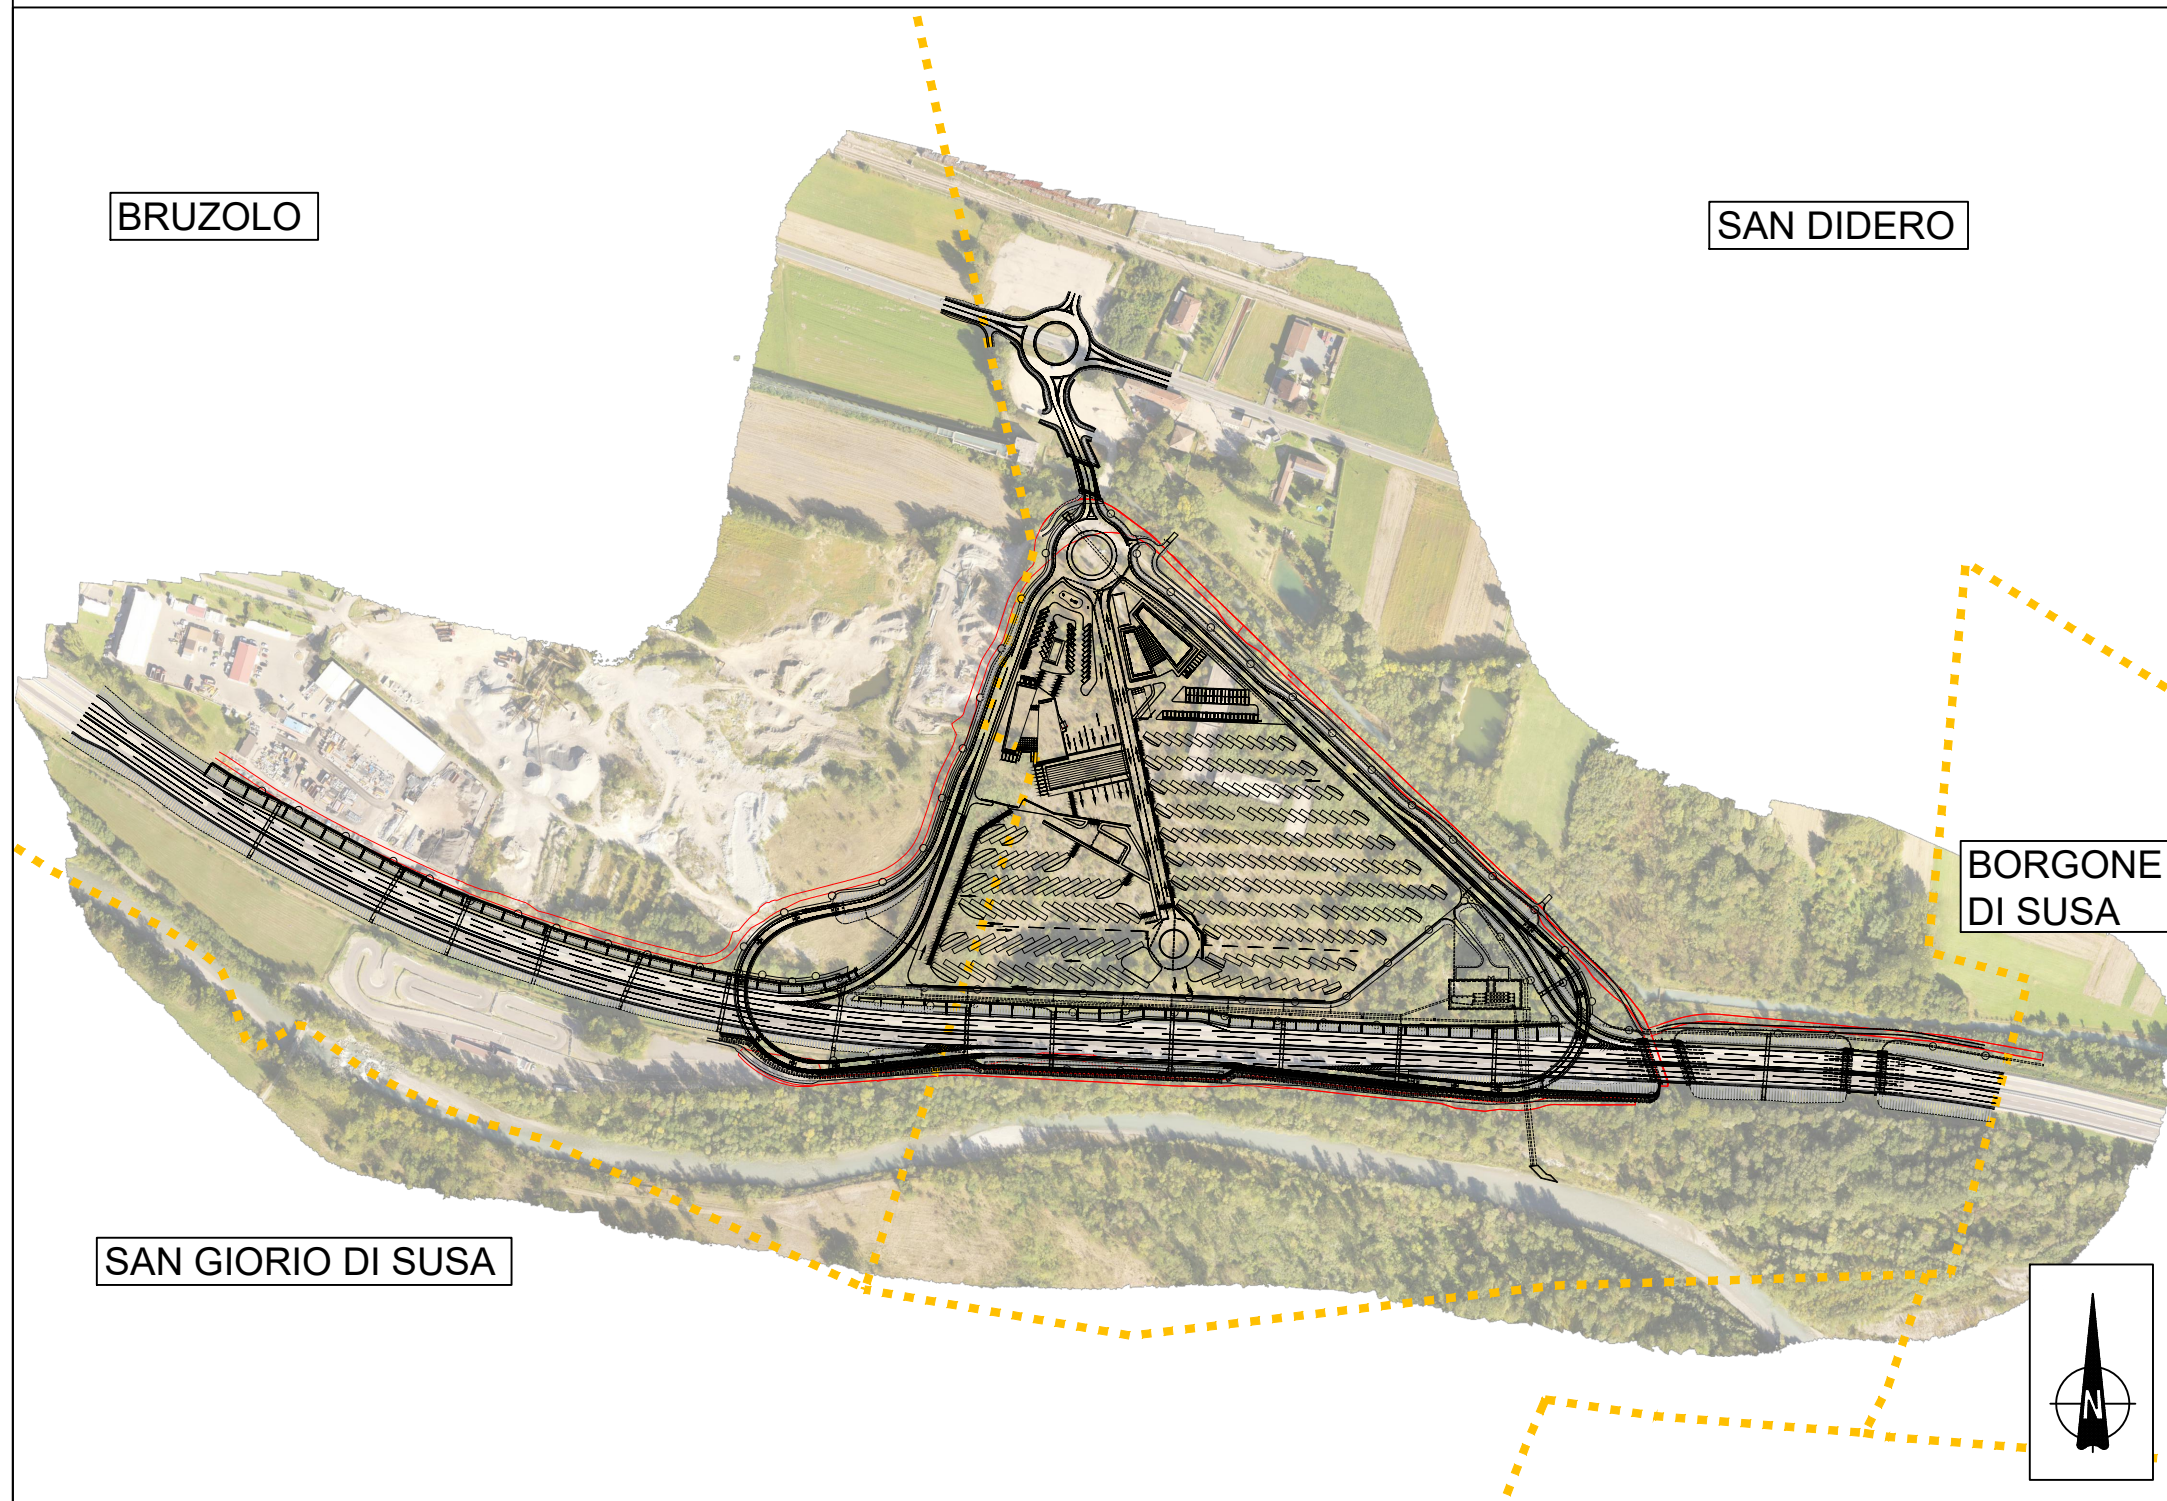 BRUZOLO
SAN DIDERO
BORGONE
DI SUSA
SAN GIORIO DI SUSA
N